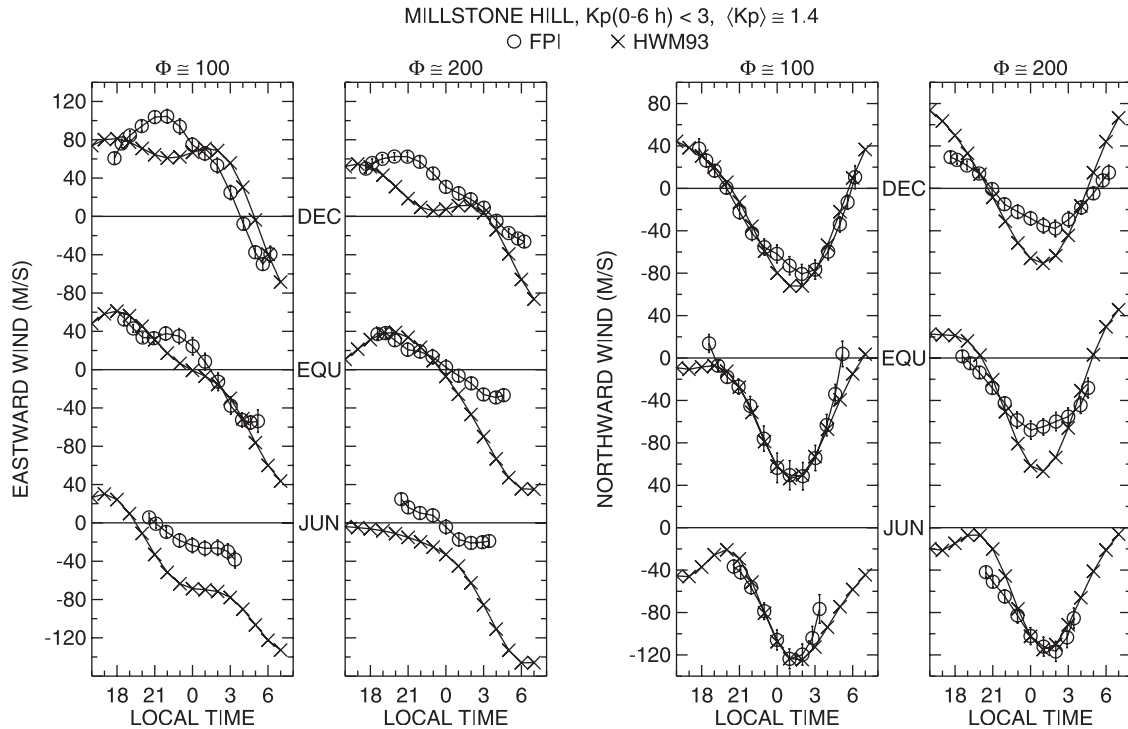 MILLSTONE HILL, Kp(0-6 h) < 3, ⟨Kp⟩ ≅ 1.4
○ FPI × HWM93
Φ ≅ 100 Φ ≅ 200 Φ ≅ 100 Φ ≅ 200
EASTWARD WIND (M/S)
120
80
40
0
-40
-80
40
0
-40
-80
40
0
-40
-80
-120
DEC
EQU
JUN
18 21 0 3 6
LOCAL TIME
18 21 0 3 6
LOCAL TIME
NORTHWARD WIND (M/S)
80
40
0
-40
-80
40
0
-40
-80
40
0
-40
-80
-120
DEC
EQU
JUN
18 21 0 3 6
LOCAL TIME
18 21 0 3 6
LOCAL TIME